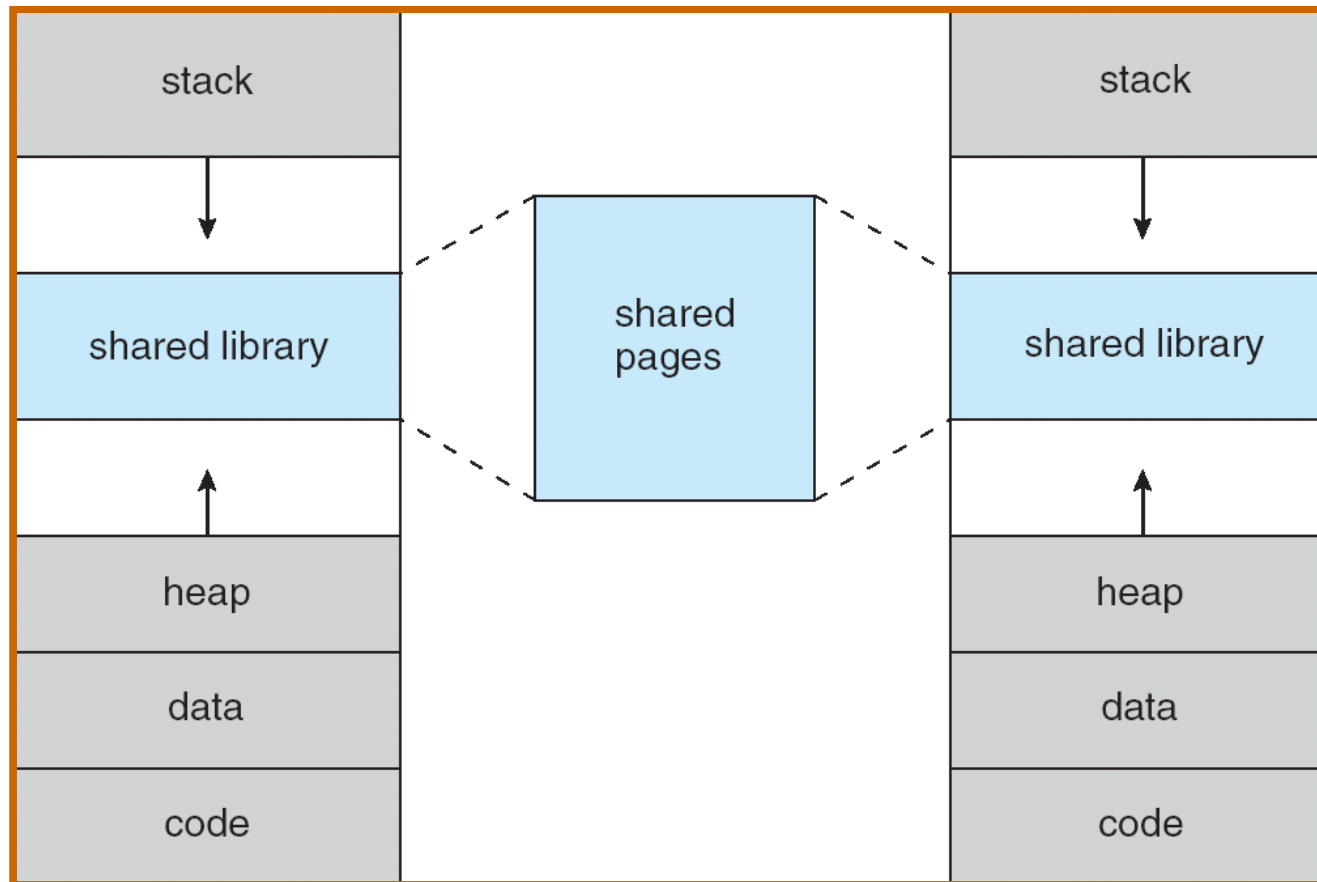 stack
shared library
heap
data
code
shared
pages
stack
shared library
heap
data
code